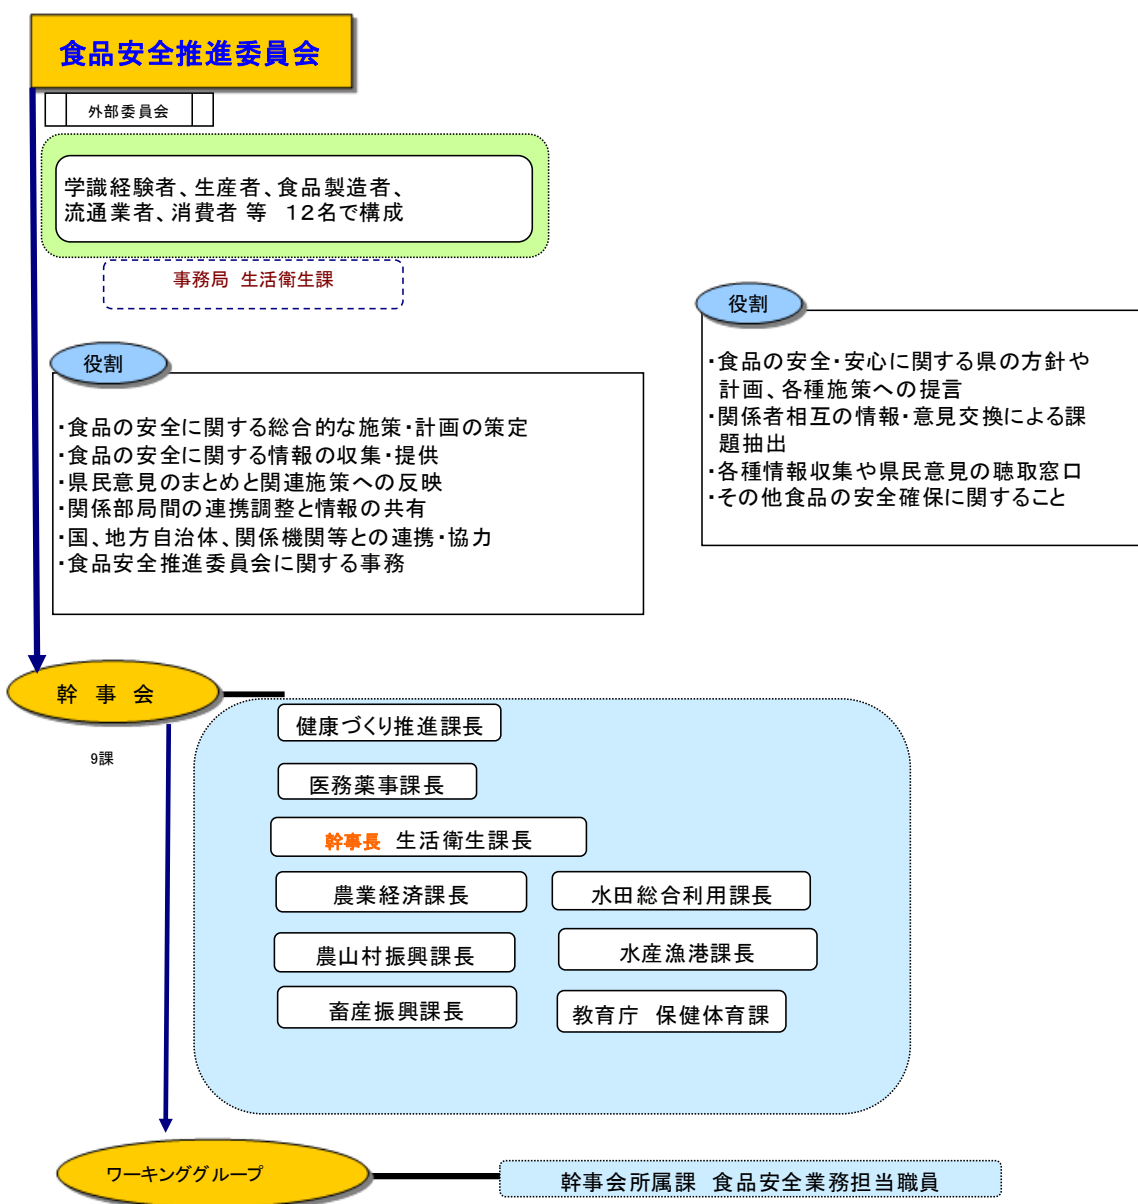 食品安全推進委員会
外部委員会
学識経験者、生産者、食品製造者、
流通業者、消費者 等　１２名で構成
事務局　生活衛生課
役割
・食品の安全・安心に関する県の方針や
計画、各種施策への提言
・関係者相互の情報・意見交換による課
題抽出
・各種情報収集や県民意見の聴取窓口
・その他食品の安全確保に関すること
役割
・食品の安全に関する総合的な施策・計画の策定
・食品の安全に関する情報の収集・提供
・県民意見のまとめと関連施策への反映
・関係部局間の連携調整と情報の共有
・国、地方自治体、関係機関等との連携・協力
・食品安全推進委員会に関する事務
幹　事　会
9課
健康づくり推進課長
医務薬事課長
幹事長　生活衛生課長
農業経済課長
水田総合利用課長
農山村振興課長
水産漁港課長
畜産振興課長
教育庁　保健体育課
ワーキンググループ
幹事会所属課　食品安全業務担当職員